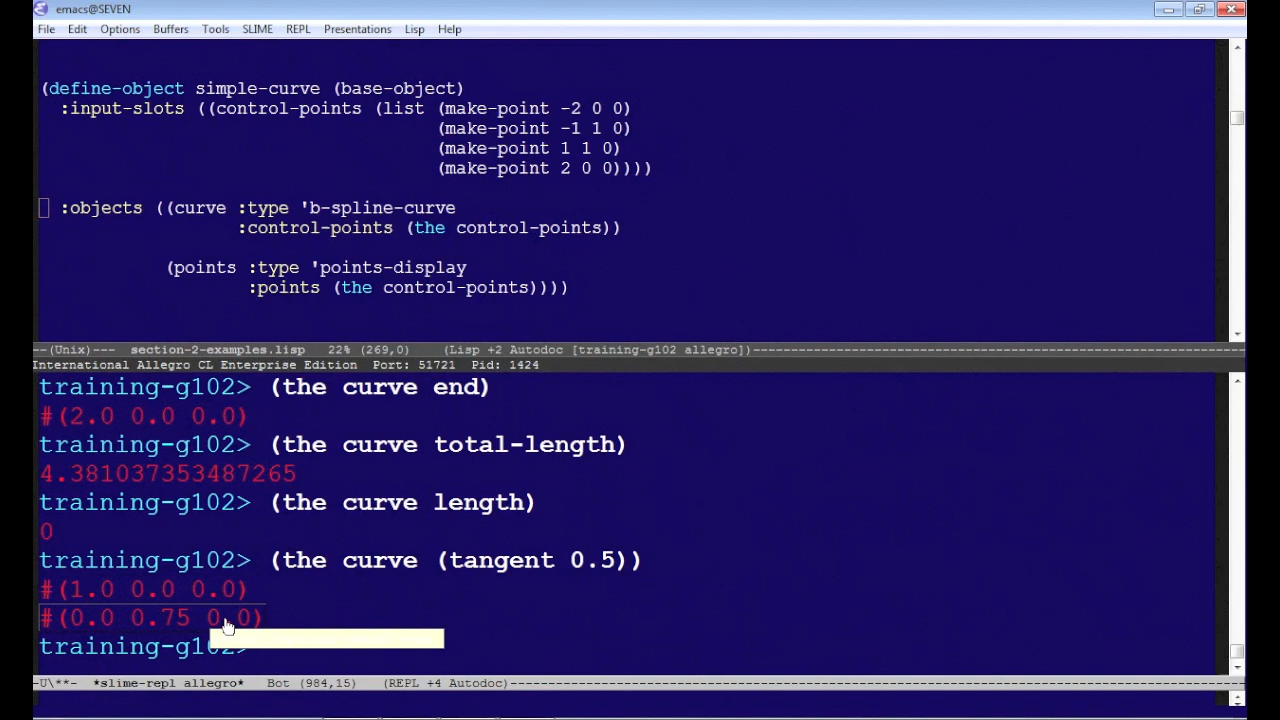 emacs@SEVEN
File Edit Options Buffers Tools SLIME REPL Presentations Lisp Help
(define-object simple-curve (base-object)
:input-slots ((control-points (list (make-point -2 0 0)
(make-point -1 1 0)
(make-point 1 1 0)
(make-point 2 0 0))))
:objects ((curve :type 'b-spline-curve
:control-points (the control-points))
(points :type 'points-display
:points (the control-points))))
--(Unix)--- section-2-examples.lisp 22% (269,0) (Lisp +2 Autodoc [training-g102 allegro])
International Allegro CL Enterprise Edition Port: 51721 Pid: 1424
training-g102> (the curve end)
#(2.0 0.0 0.0)
training-g102> (the curve total-length)
4.381037353487265
training-g102> (the curve length)
0
training-g102> (the curve (tangent 0.5))
#(1.0 0.0 0.0)
#(0.0 0.75 0.0)
training-g102>
-U\**- *slime-repl allegro* Bot (984,15) (REPL +4 Autodoc)